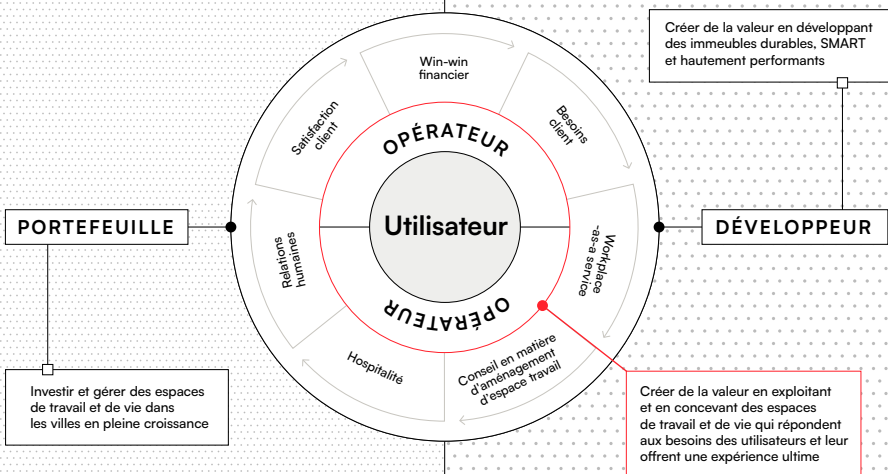 Créer de la valeur en développant
des immeubles durables, SMART
et hautement performants
Win-win
financier
Besoins
client
Satisfaction
client
OPÉRATEUR
PORTEFEUILLE
Utilisateur
DÉVELOPPEUR
Relations
humaines
Workplace
-as-a service
OPÉRATEUR
Hospitalité
Conseil en matière
d'aménagement
d'espace travail
Investir et gérer des espaces
de travail et de vie dans
les villes en pleine croissance
Créer de la valeur en exploitant
et en concevant des espaces
de travail et de vie qui répondent
aux besoins des utilisateurs et leur
offrent une expérience ultime